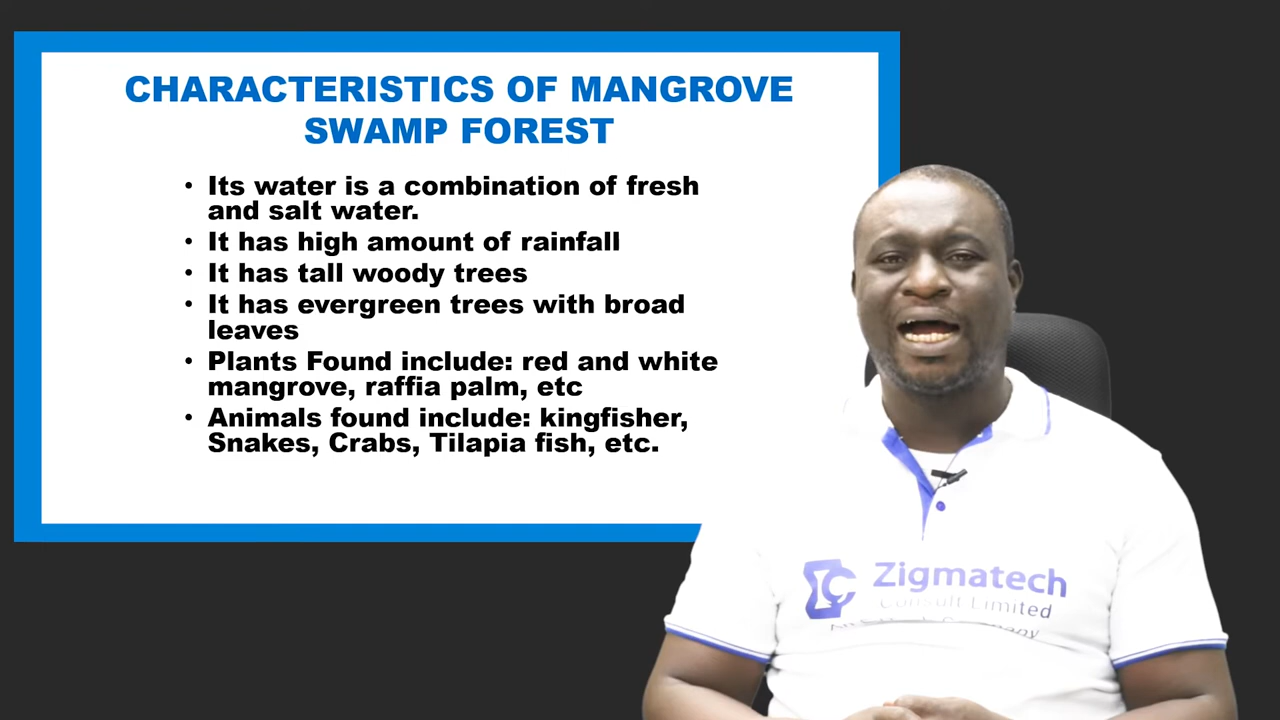 CHARACTERISTICS OF MANGROVE
SWAMP FOREST
• Its water is a combination of fresh
and salt water.
• It has high amount of rainfall
• It has tall woody trees
• It has evergreen trees with broad
leaves
• Plants Found include: red and white
mangrove, raffia palm, etc
• Animals found include: kingfisher,
Snakes, Crabs, Tilapia fish, etc.
Zigmatech
Consult Limited